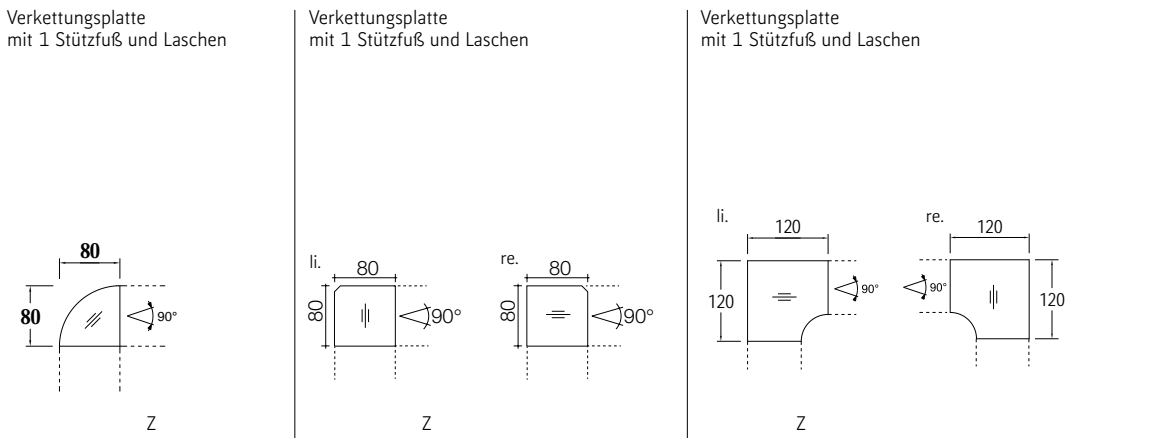 Verkettungsplatte
mit 1 Stützfuß und Laschen
80
80
90°
Z
Verkettungsplatte
mit 1 Stützfuß und Laschen
li.
80
80
90°
re.
80
80
90°
Z
Verkettungsplatte
mit 1 Stützfuß und Laschen
li.
120
120
90°
re.
120
90°
120
Z